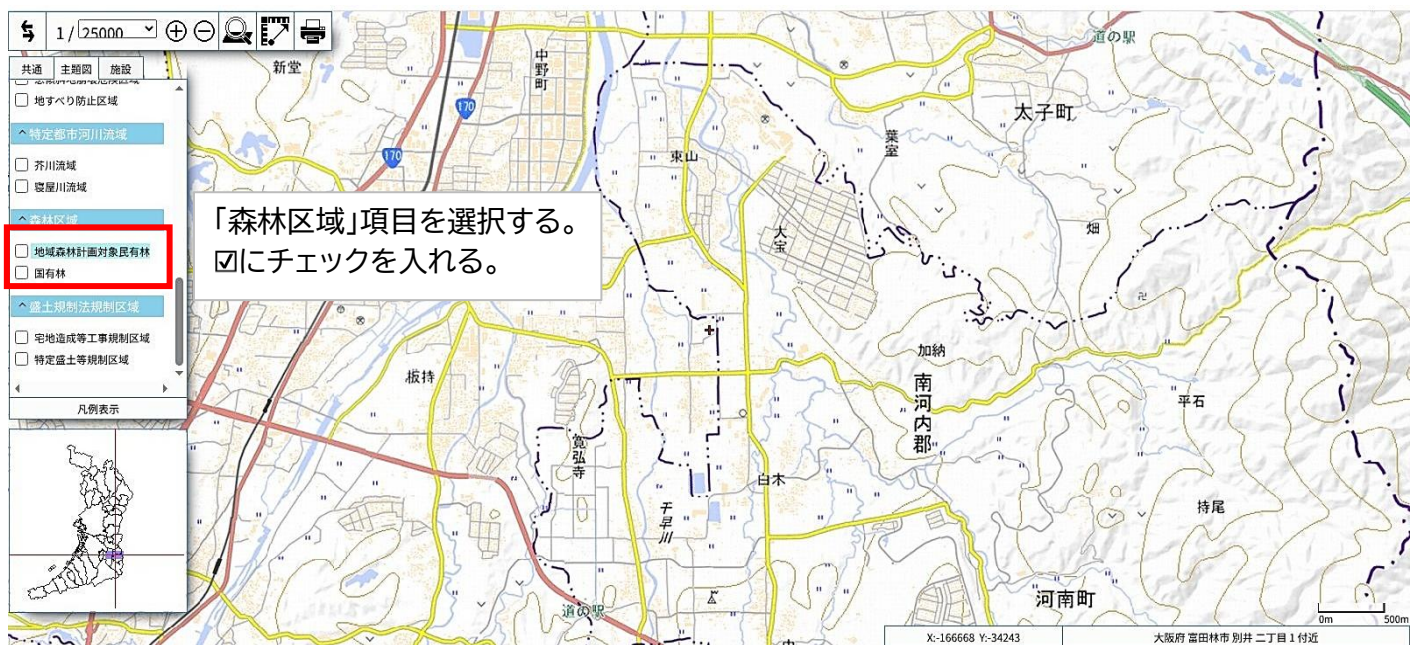 1 / 25000
共通 主題図 施設
地すべり防止区域
特定都市河川流域
芥川流域
寝屋川流域
森林区域
地域森林計画対象民有林
国有林
盛土規制法規制区域
宅地造成等工事規制区域
特定盛土等規制区域
凡例表示
「森林区域」項目を選択する。
☑にチェックを入れる。
新堂
中野町
170
170
道の駅
太子町
葉室
東山
大宝
畑
加納
南河内郡
平石
板持
寛弘寺
白木
千早川
持尾
道の駅
河南町
0m 500m
X:-166668 Y:-34243
大阪府 富田林市 別井 二丁目 1 付近